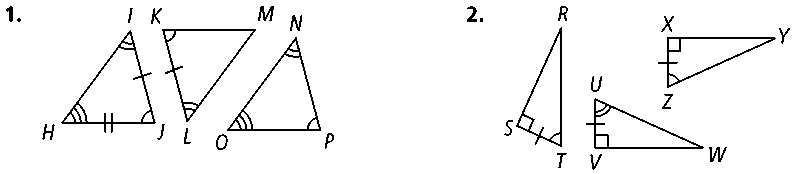 1.
I K M N
H J L O P
2.
R X Y
U Z
S T V W